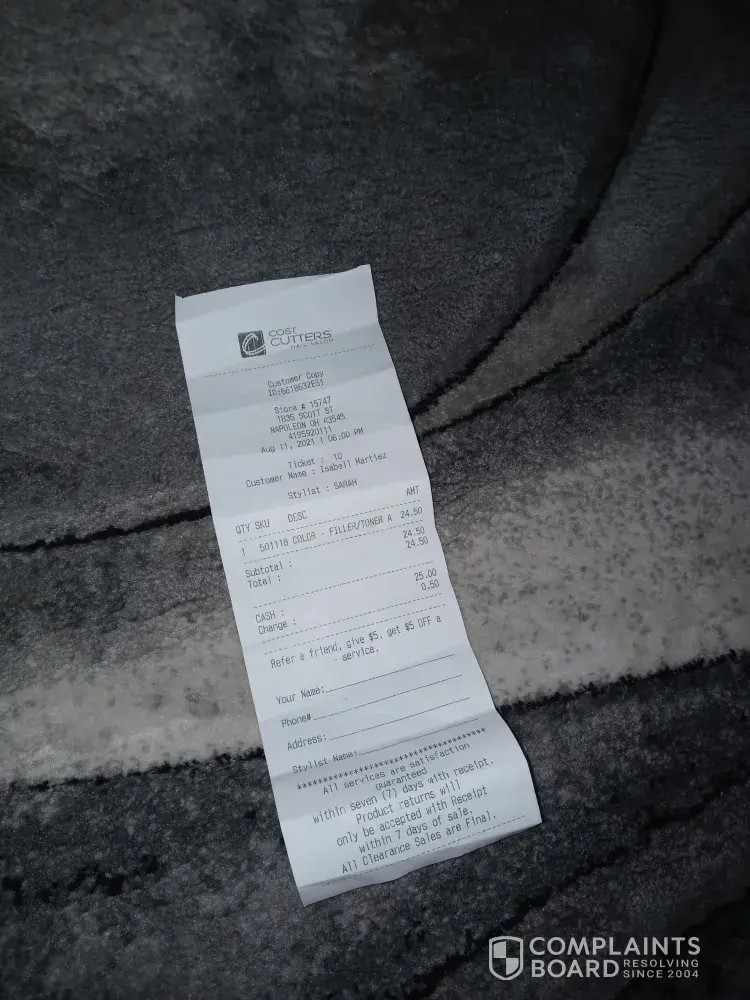 COST
CUTTERS
HAIR SALON
Customer Copy
Store # 15747
1835 SCOTT ST
NAPOLEON OH 43545
4195920111
Aug 11, 2021 | 06:00 PM
Ticket : 10
Customer Name : Isabell Martiez
Stylist : SARAH
QTY SKU DESC AMT
1 501118 COLOR - FILLER/TONER A 24.50
Subtotal : 24.50
Total : 24.50
CASH : 25.00
Change : 0.50
Refer a friend, give $5, get $5 OFF a
service.
Your Name:
Phone#
Address:
Stylist Name:
************************************
All services are satisfaction
guaranteed
within seven (7) days with receipt.
Product returns will
only be accepted with Receipt
within 7 days of sale.
All Clearance Sales are Final.
COMPLAINTS
BOARD RESOLVING
SINCE 2004